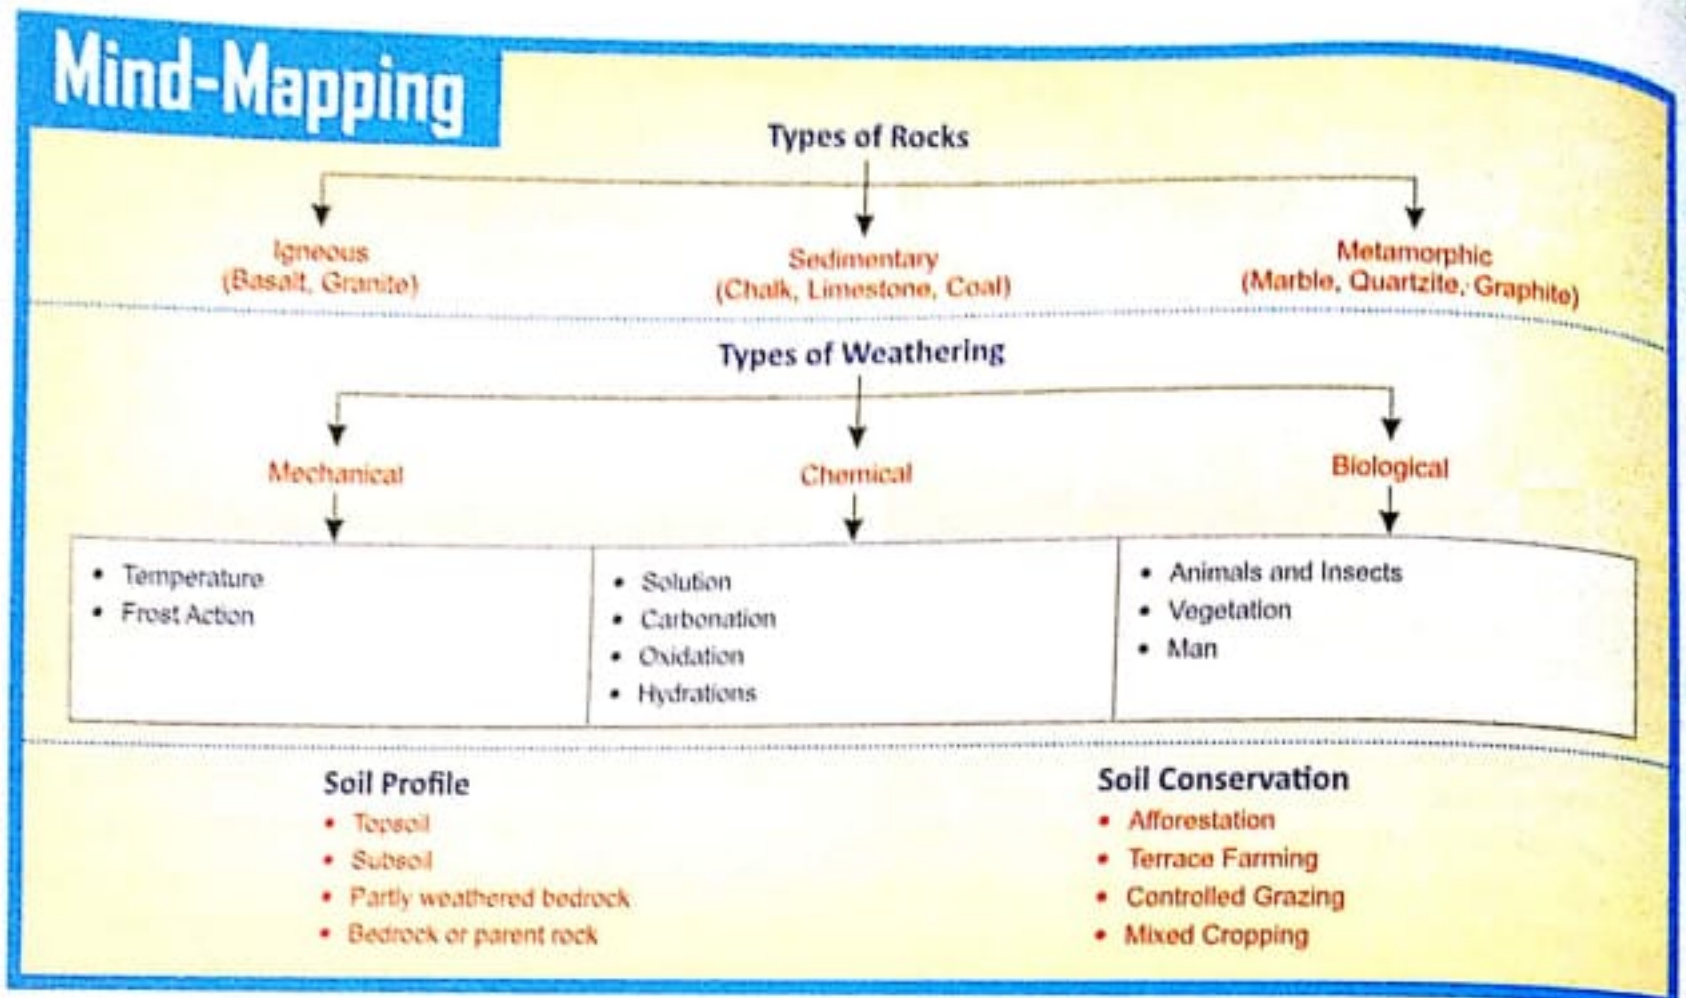 Mind-Mapping
Types of Rocks
Igneous
(Basalt, Granite)
Sedimentary
(Chalk, Limestone, Coal)
Metamorphic
(Marble, Quartzite, Graphite)
Types of Weathering
Mechanical
Chemical
Biological
• Temperature
• Frost Action
• Solution
• Carbonation
• Oxidation
• Hydrations
• Animals and Insects
• Vegetation
• Man
Soil Profile
• Topsoil
• Subsoil
• Partly weathered bedrock
• Bedrock or parent rock
Soil Conservation
• Afforestation
• Terrace Farming
• Controlled Grazing
• Mixed Cropping